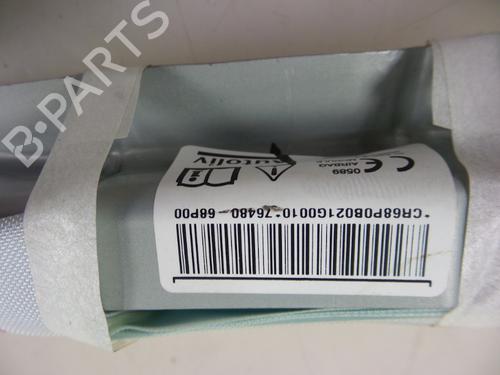 B-PARTS
*CR68P0B021G0010*76480-68P00
Autoliv
0589
AIRBAG
CE